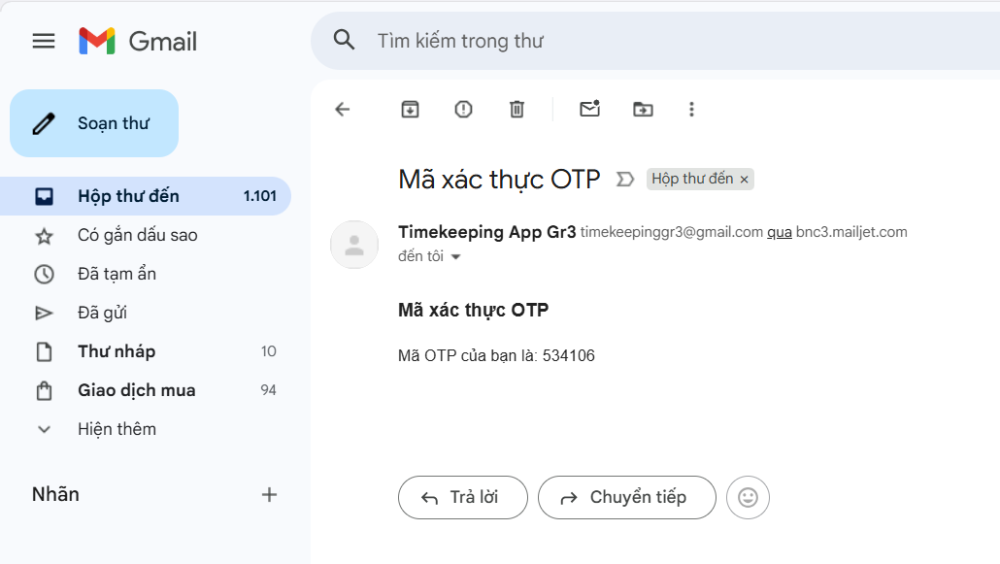 Gmail
Tìm kiếm trong thư
Soạn thư
Hộp thư đến 1.101
Có gắn dấu sao
Đã tạm ẩn
Đã gửi
Thư nháp 10
Giao dịch mua 94
Hiện thêm
Nhãn
Mã xác thực OTP Hộp thư đến ×
Timekeeping App Gr3 timekeepinggr3@gmail.com qua bnc3.mailjet.com
đến tôi
Mã xác thực OTP
Mã OTP của bạn là: 534106
Trả lời Chuyển tiếp